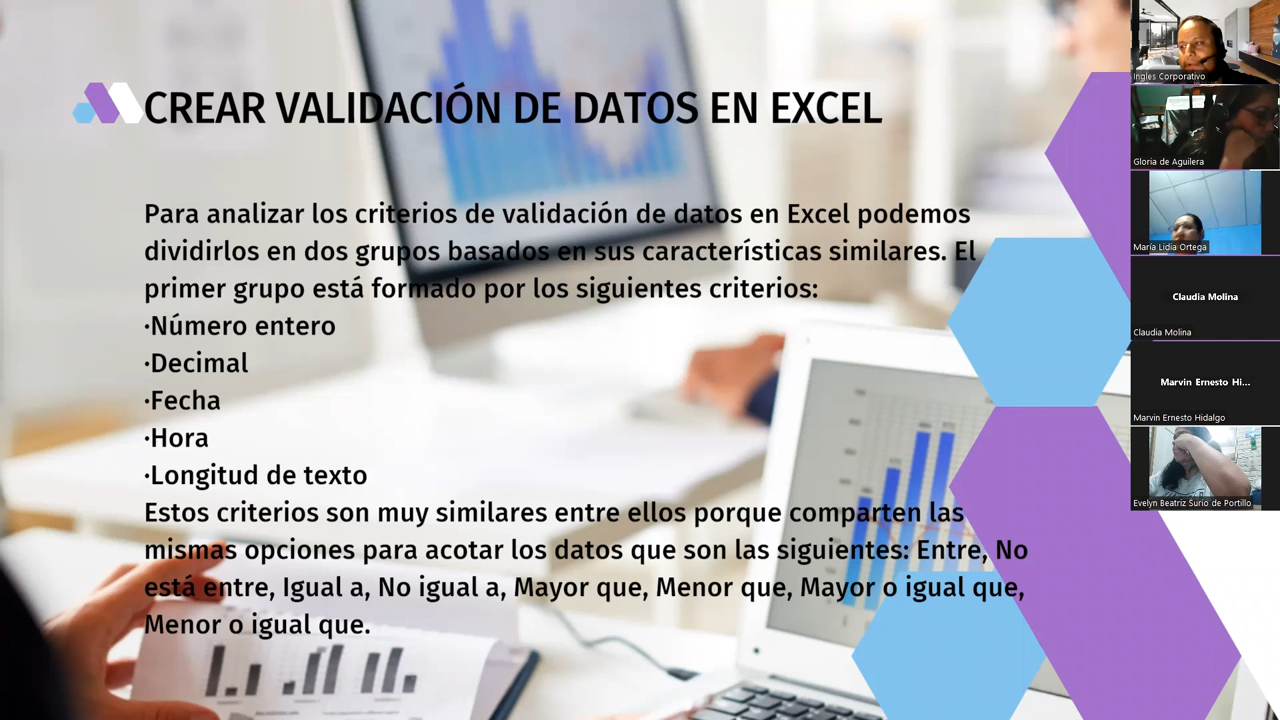 CREAR VALIDACIÓN DE DATOS EN EXCEL
Para analizar los criterios de validación de datos en Excel podemos
dividirlos en dos grupos basados en sus características similares. El
primer grupo está formado por los siguientes criterios:
·Número entero
·Decimal
·Fecha
·Hora
·Longitud de texto
Estos criterios son muy similares entre ellos porque comparten las
mismas opciones para acotar los datos que son las siguientes: Entre, No
está entre, Igual a, No igual a, Mayor que, Menor que, Mayor o igual que,
Menor o igual que.
Ingles Corporativo
Gloria de Aguilera
María Lidia Ortega
Claudia Molina
Claudia Molina
Marvin Ernesto Hi...
Marvin Ernesto Hidalgo
Evelyn Beatriz Surio de Portillo